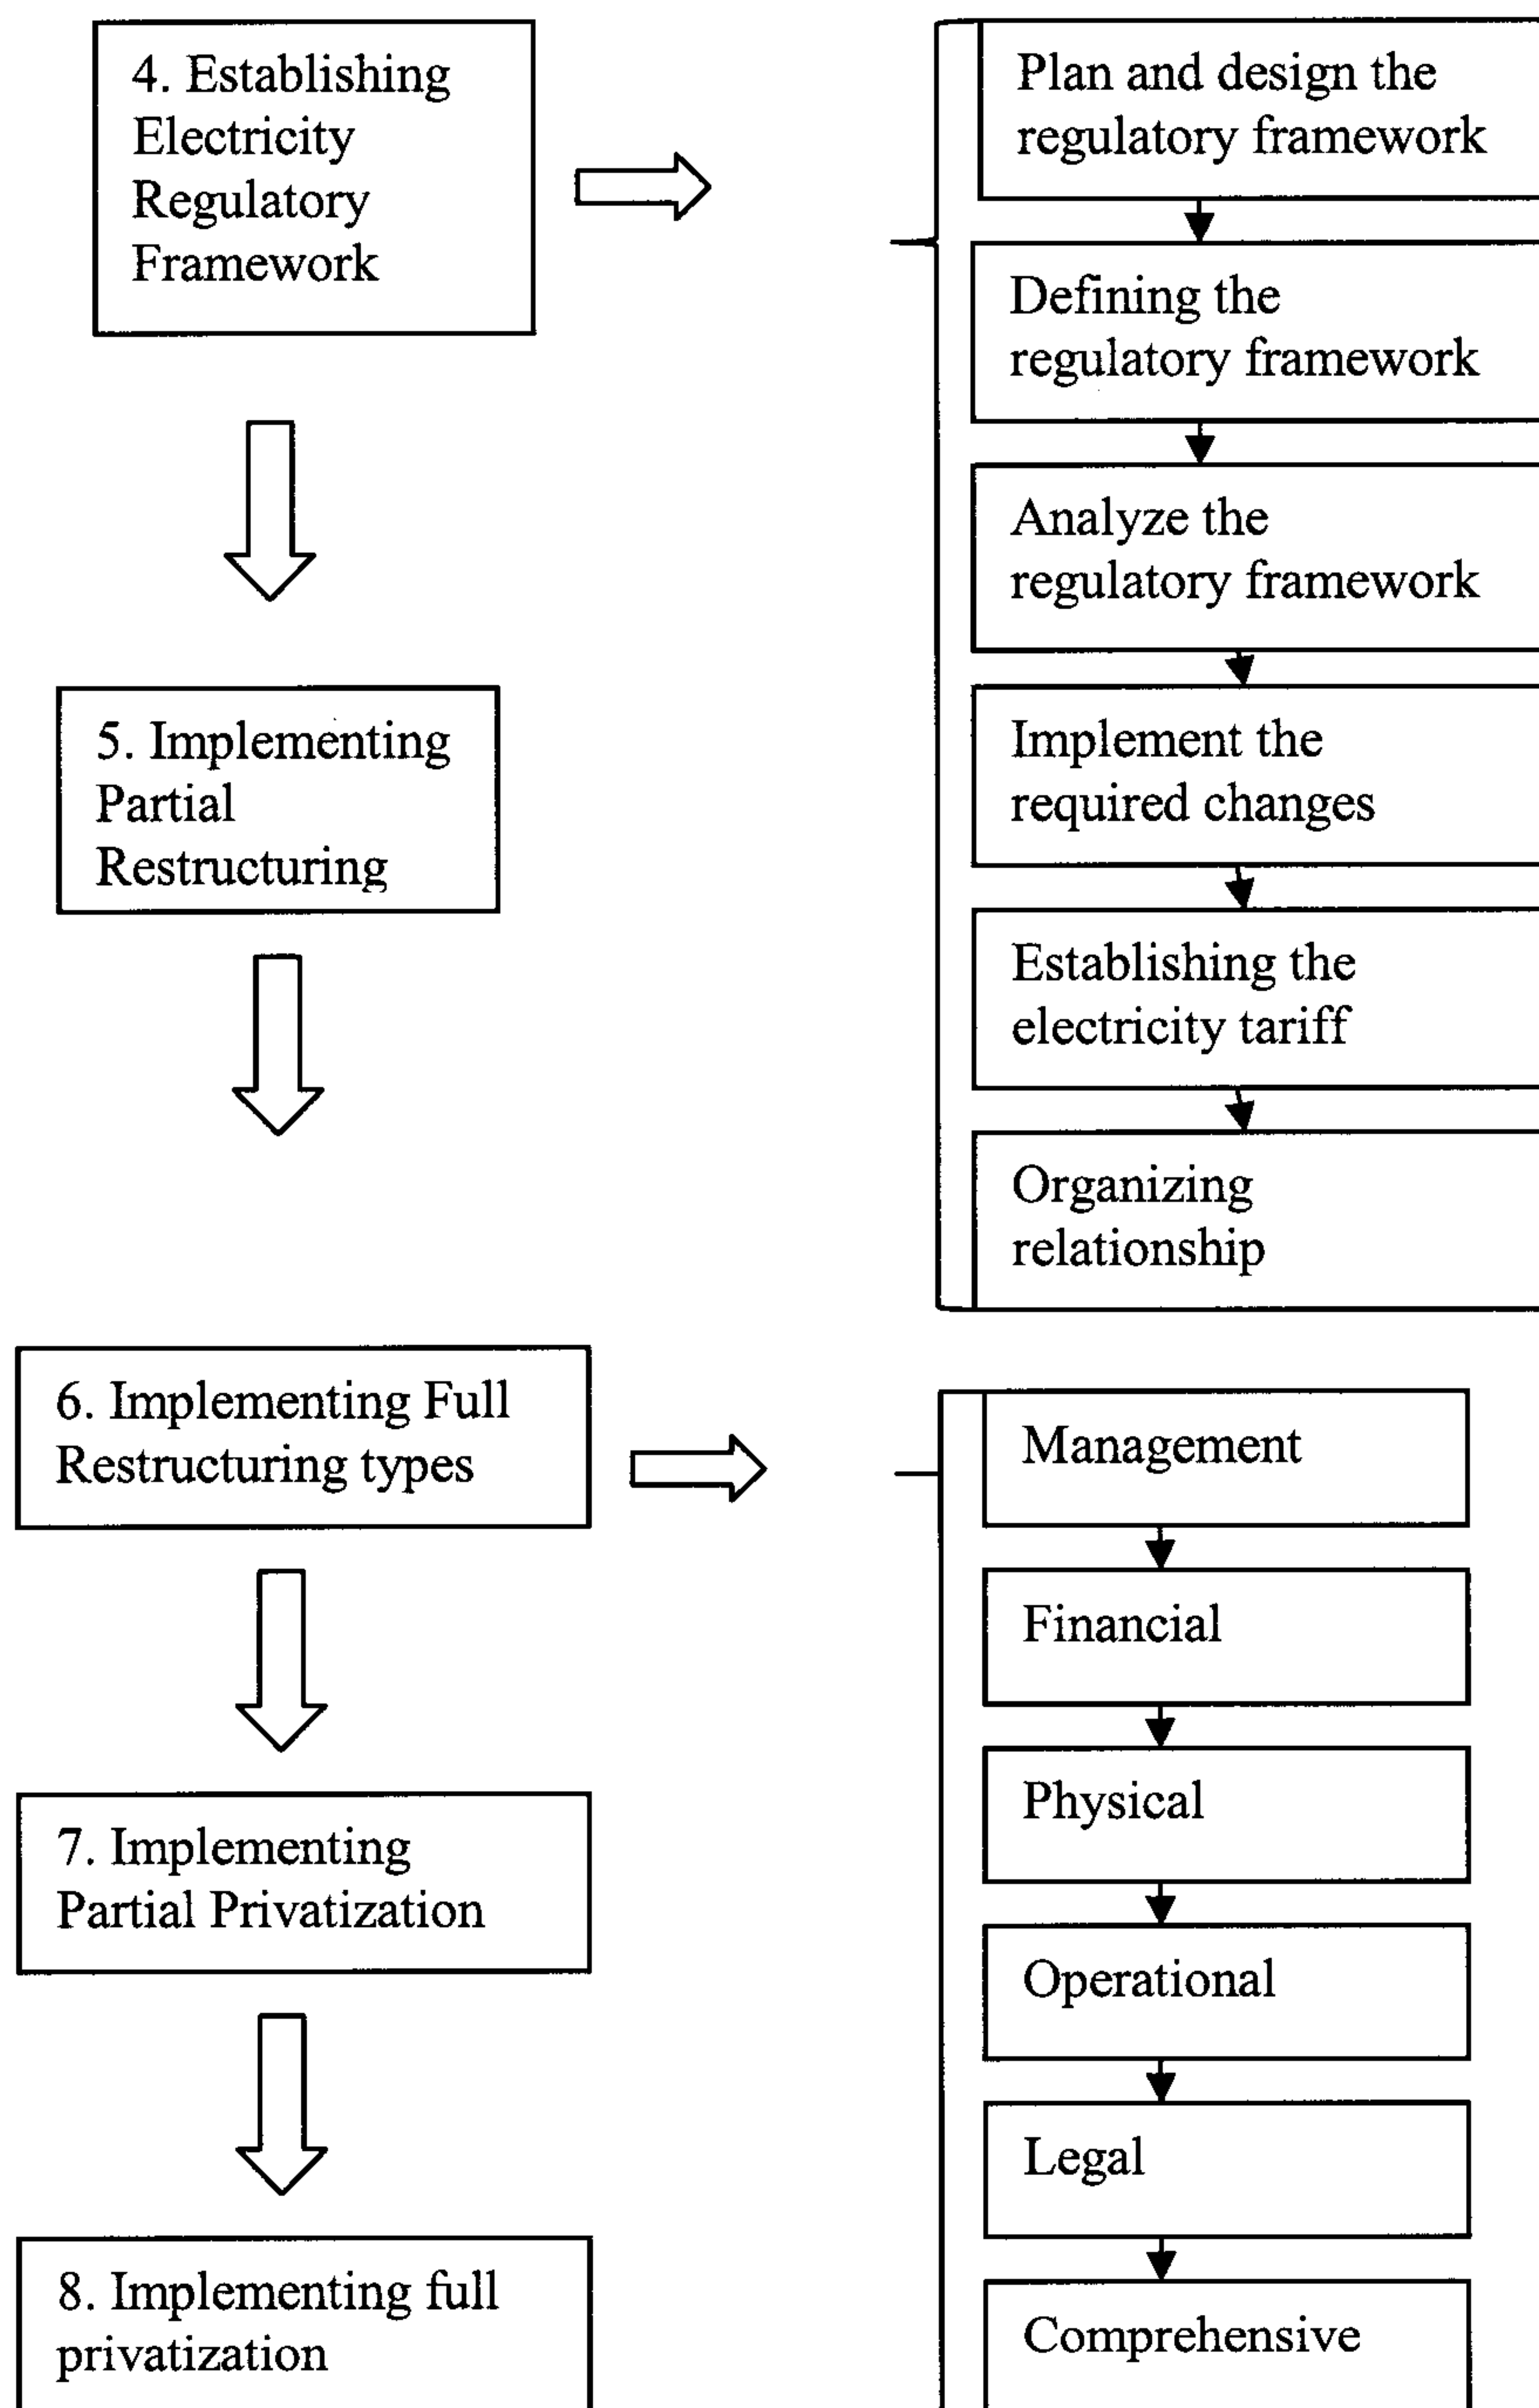 4. Establishing
Electricity
Regulatory
Framework
Plan and design the
regulatory framework
Defining the
regulatory framework
Analyze the
regulatory framework
Implement the
required changes
Establishing the
electricity tariff
Organizing
relationship
5. Implementing
Partial
Restructuring
6. Implementing Full
Restructuring types
Management
Financial
Physical
Operational
Legal
Comprehensive
7. Implementing
Partial Privatization
8. Implementing full
privatization